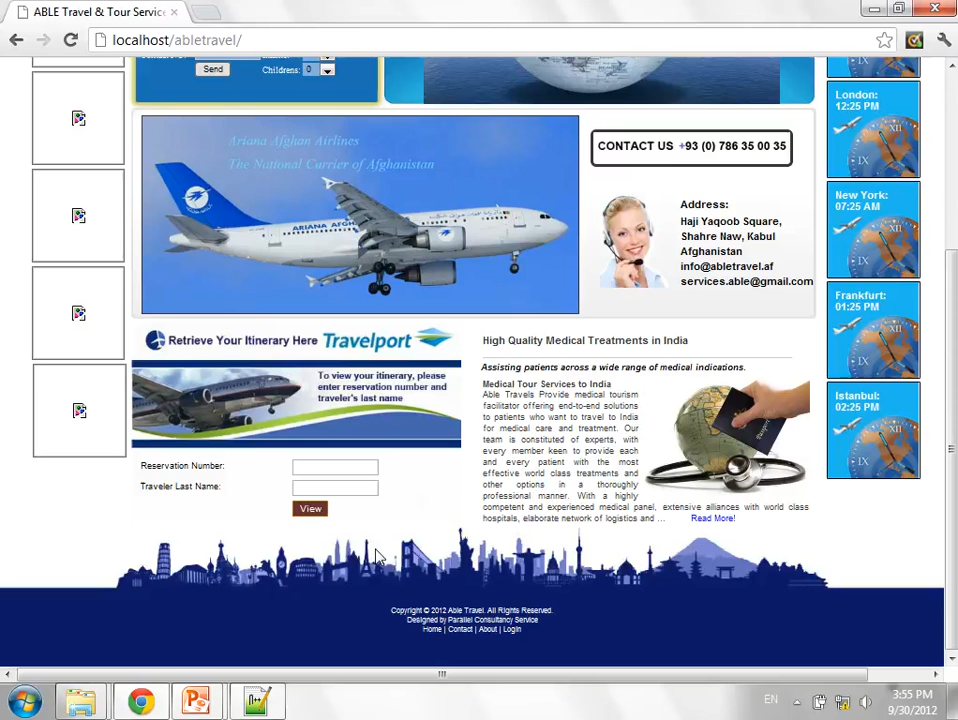 ABLE Travel & Tour Service
localhost/abletravel/
Send
Childrens: 0
Ariana Afghan Airlines
The National Currier of Afghanistan
ARIANA AFGHAN
CONTACT US +93 (0) 786 35 00 35
Address:
Haji Yaqoob Square,
Shahre Naw, Kabul
Afghanistan
info@abletravel.af
services.able@gmail.com
London:
12:25 PM
New York:
07:25 AM
Frankfurt:
01:25 PM
Istanbul:
02:25 PM
Retrieve Your Itinerary Here Travelport
To view your itinerary, please
enter reservation number and
traveler's last name
Reservation Number:
Traveler Last Name:
View
High Quality Medical Treatments in India
Assisting patients across a wide range of medical indications.
Medical Tour Services to India
Able Travels Provide medical tourism
facilitator offering end-to-end solutions
to patients who want to travel to India
for medical care and treatment. Our
team is constituted of experts, with
every member keen to provide each
and every patient with the most
effective world class treatments and
other options in a thoroughly
professional manner. With a highly
competent and experienced medical panel, extensive alliances with world class
hospitals, elaborate network of logistics and ... Read More!
Copyright © 2012 Able Travel. All Rights Reserved.
Designed by Parallel Consultancy Service
Home | Contact | About | Login
EN
3:55 PM
9/30/2012